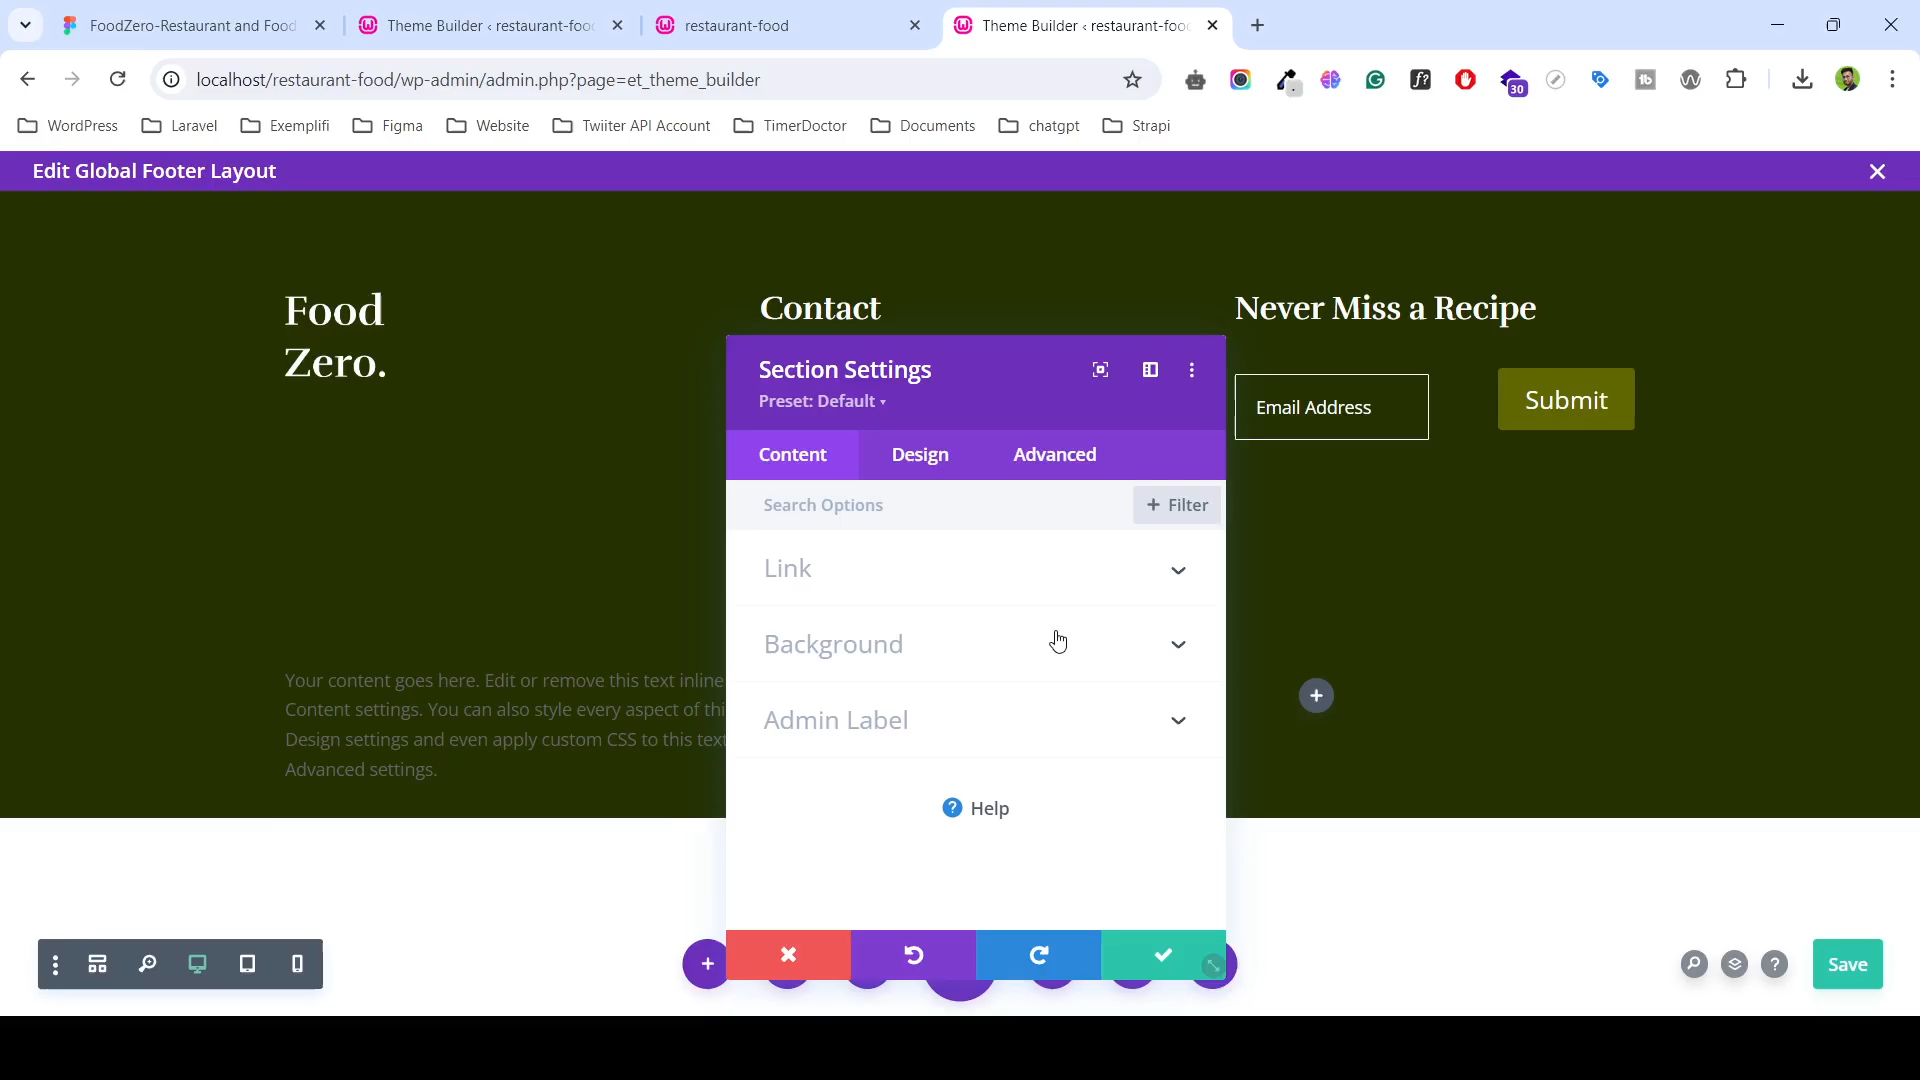 FoodZero-Restaurant and Food
Theme Builder ‹ restaurant-foo
restaurant-food
Theme Builder ‹ restaurant-foo
localhost/restaurant-food/wp-admin/admin.php?page=et_theme_builder
30
WordPress
Laravel
Exemplifi
Figma
Website
Twiiter API Account
TimerDoctor
Documents
chatgpt
Strapi
Edit Global Footer Layout
Food
Zero.
Contact
Never Miss a Recipe
Email Address
Submit
Section Settings
Preset: Default
Content
Design
Advanced
Search Options
+ Filter
Link
Background
Admin Label
Help
Your content goes here. Edit or remove this text inline
Content settings. You can also style every aspect of thi
Design settings and even apply custom CSS to this text
Advanced settings.
Save